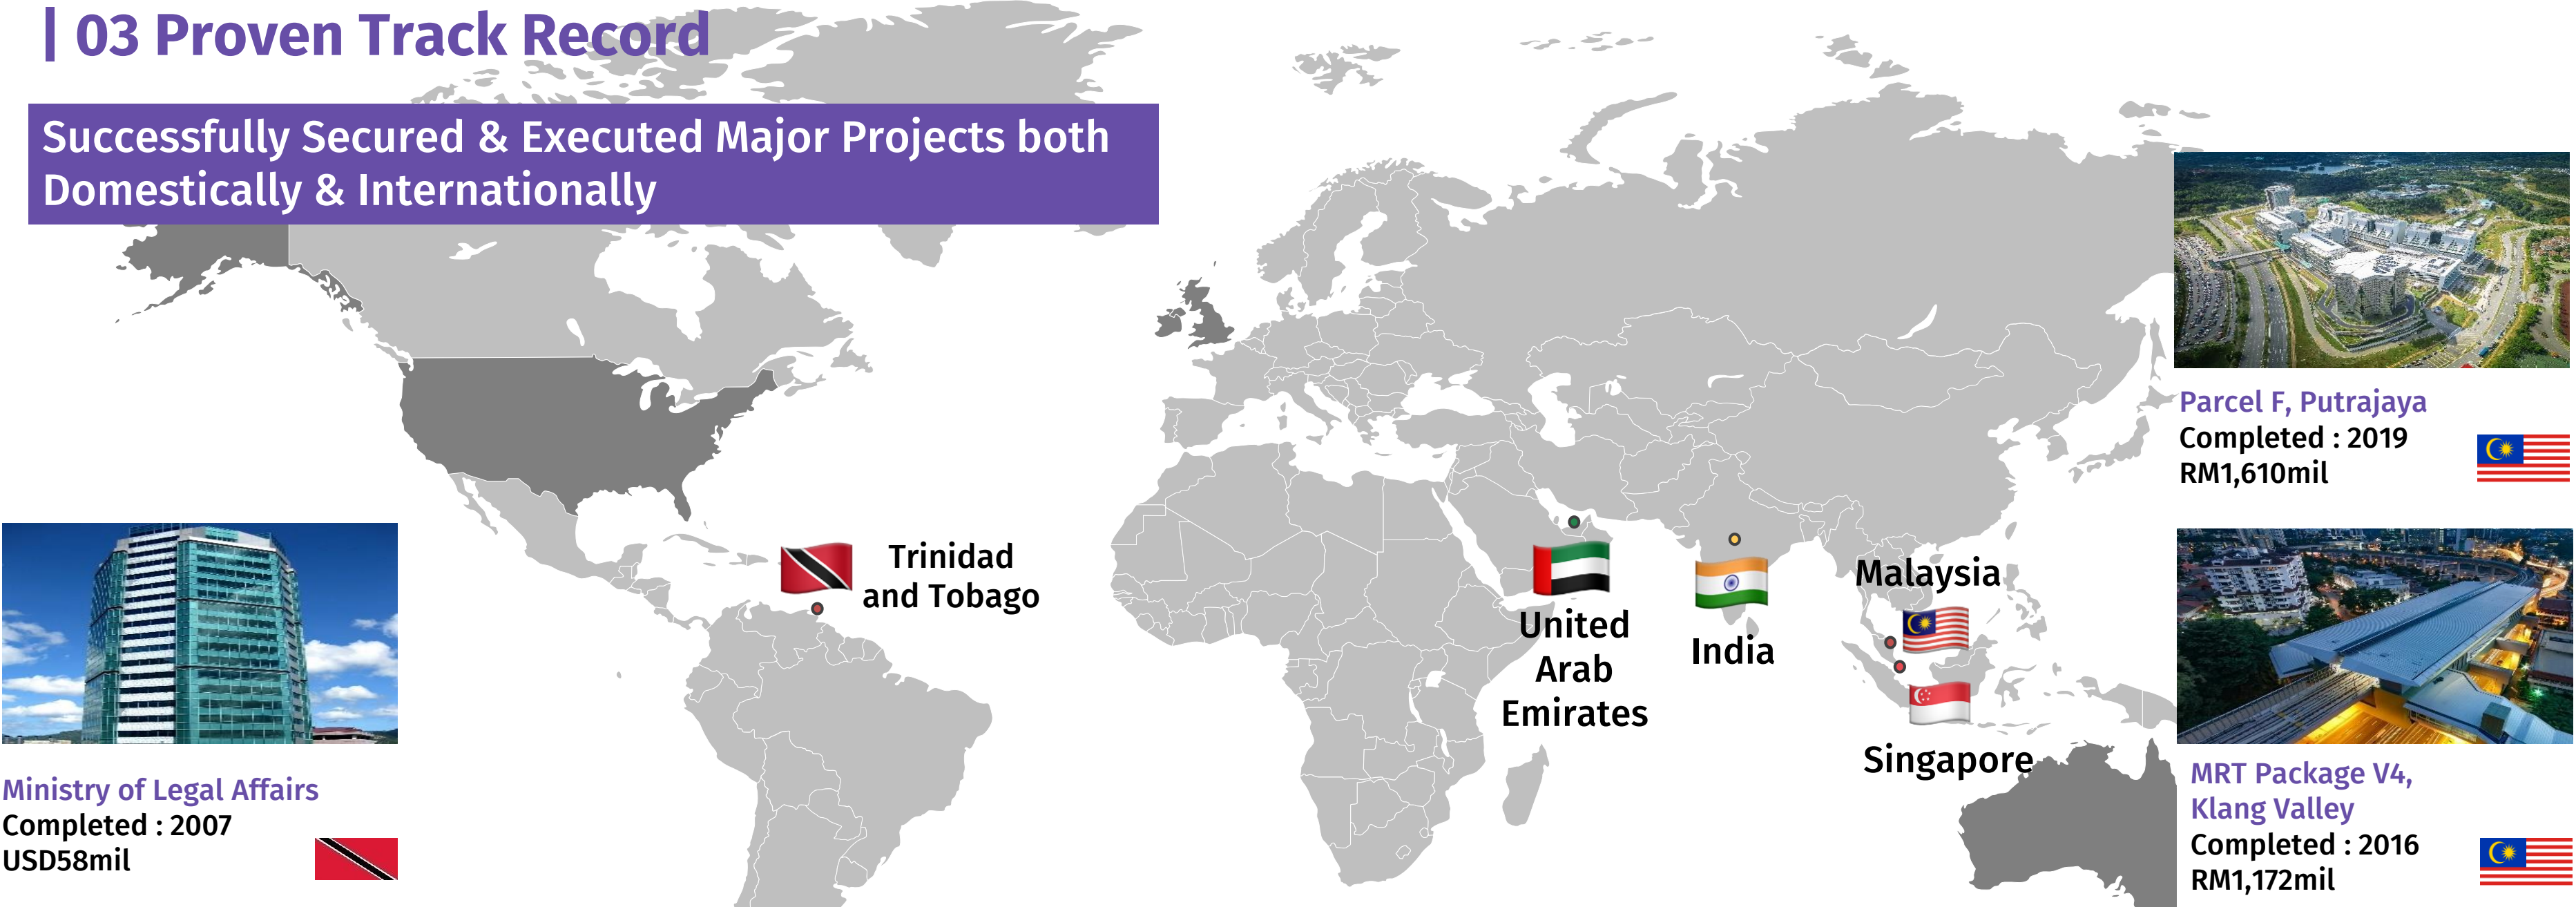 | 03 Proven Track Record
Successfully Secured & Executed Major Projects both
Domestically & Internationally
Parcel F, Putrajaya
Completed : 2019
RM1,610mil
Trinidad
and Tobago
United
Arab
Emirates
India
Malaysia
Singapore
Ministry of Legal Affairs
Completed : 2007
USD58mil
MRT Package V4,
Klang Valley
Completed : 2016
RM1,172mil